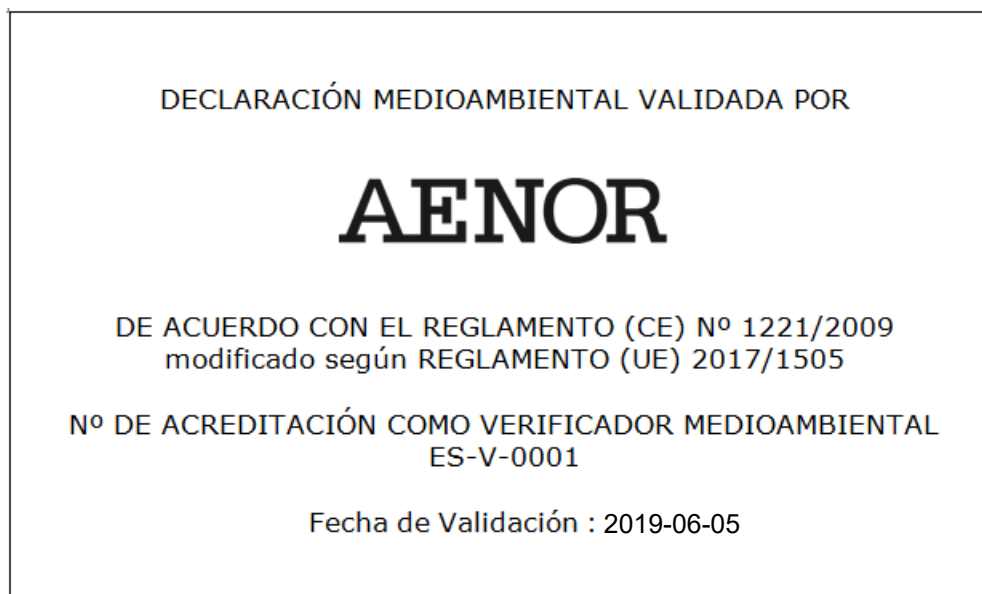 DECLARACIÓN MEDIOAMBIENTAL VALIDADA POR
AENOR
DE ACUERDO CON EL REGLAMENTO (CE) Nº 1221/2009
modificado según REGLAMENTO (UE) 2017/1505
Nº DE ACREDITACIÓN COMO VERIFICADOR MEDIOAMBIENTAL
ES-V-0001
Fecha de Validación : 2019-06-05